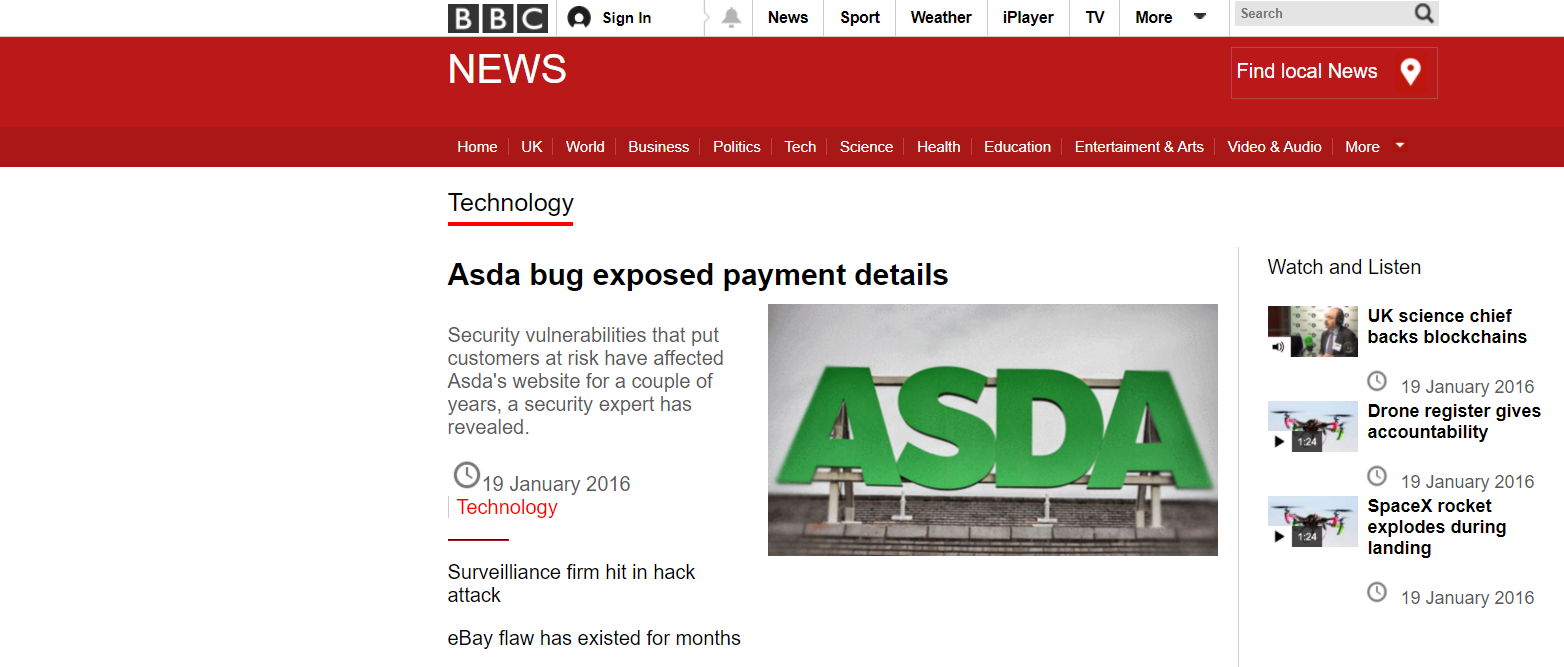 BBC Sign In News Sport Weather iPlayer TV More Search
NEWS
Find local News
Home UK World Business Politics Tech Science Health Education Entertaiment & Arts Video & Audio More
Technology
Asda bug exposed payment details
Security vulnerabilities that put
customers at risk have affected
Asda's website for a couple of
years, a security expert has
revealed.
19 January 2016
Technology
Surveilliance firm hit in hack
attack
eBay flaw has existed for months
ASDA
Watch and Listen
UK science chief
backs blockchains
19 January 2016
1:24
Drone register gives
accountability
19 January 2016
1:24
SpaceX rocket
explodes during
landing
19 January 2016